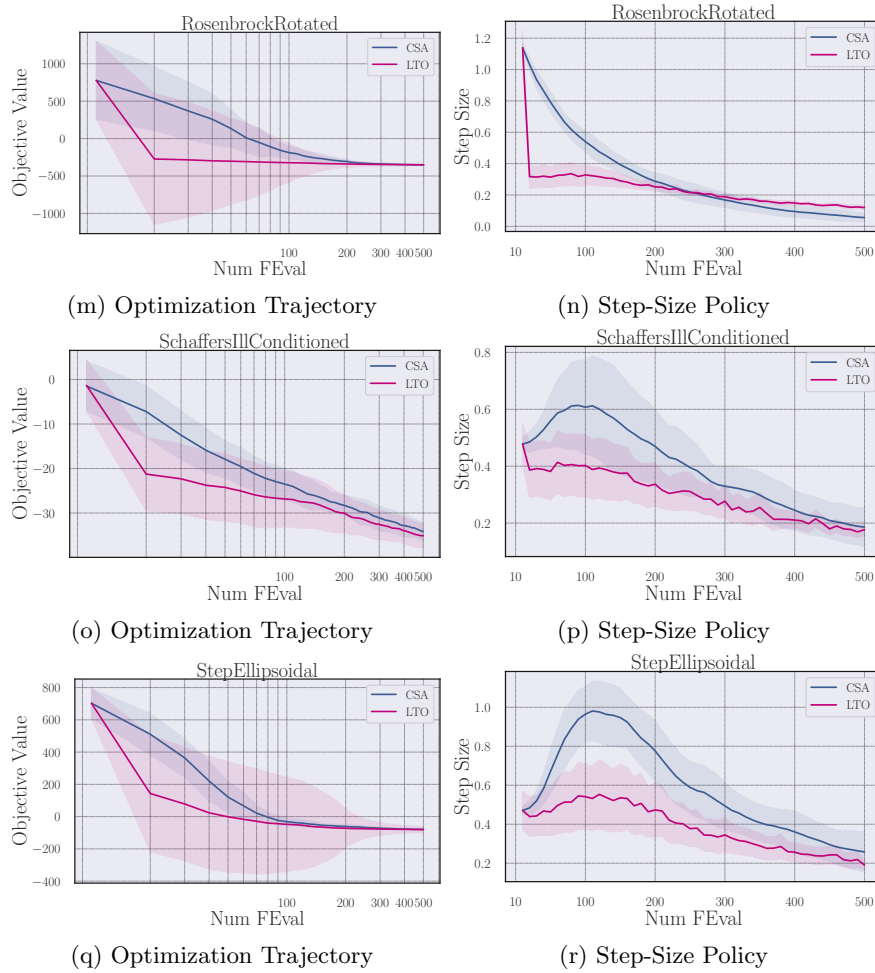 RosenbrockRotated
1000
500
0
−500
−1000
Objective Value
CSA
LTO
100
200
300
400
500
Num FEval
(m) Optimization Trajectory
RosenbrockRotated
1.2
1.0
0.8
0.6
0.4
0.2
0.0
Step Size
CSA
LTO
10
100
200
300
400
500
Num FEval
(n) Step-Size Policy
SchaffersIllConditioned
0
−10
−20
−30
Objective Value
CSA
LTO
100
200
300
400
500
Num FEval
(o) Optimization Trajectory
SchaffersIllConditioned
0.8
0.6
0.4
0.2
Step Size
CSA
LTO
10
100
200
300
400
500
Num FEval
(p) Step-Size Policy
StepEllipsoidal
800
600
400
200
0
−200
−400
Objective Value
CSA
LTO
100
200
300
400
500
Num FEval
(q) Optimization Trajectory
StepEllipsoidal
1.0
0.8
0.6
0.4
0.2
Step Size
CSA
LTO
10
100
200
300
400
500
Num FEval
(r) Step-Size Policy